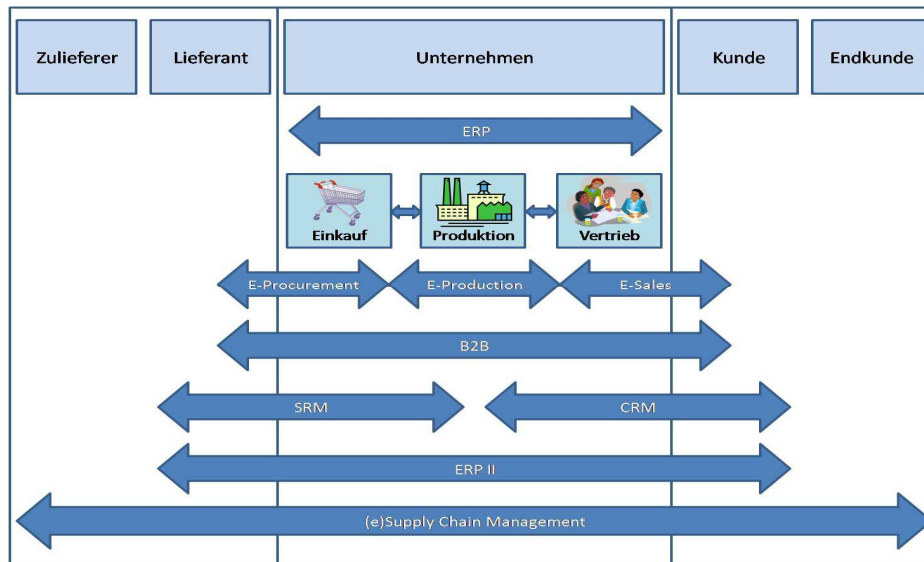 Zulieferer
Lieferant
Unternehmen
Kunde
Endkunde
ERP
Einkauf
Produktion
Vertrieb
E-Procurement
E-Production
E-Sales
B2B
SRM
CRM
ERP II
(e)Supply Chain Management